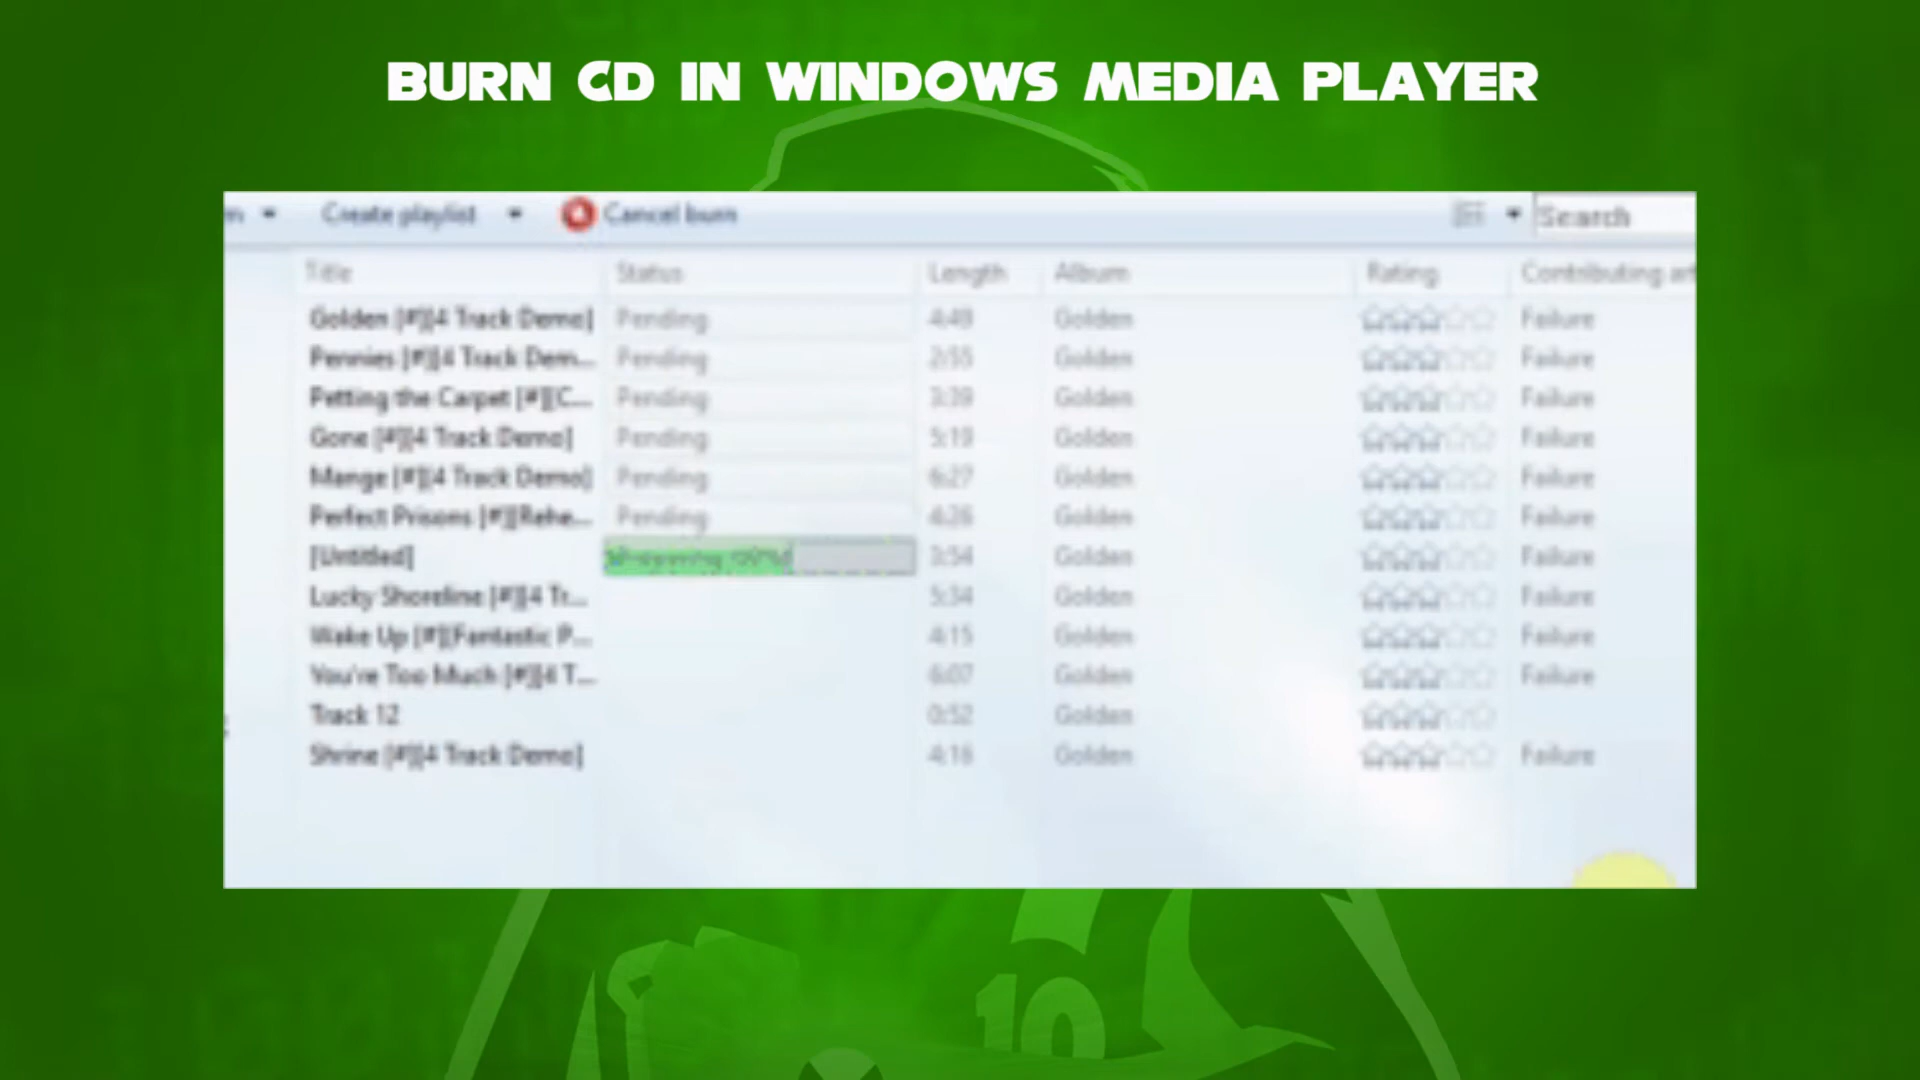 BURN CD IN WINDOWS MEDIA PLAYER
Create playlist Cancel burn Search
Title Status Length Album Rating Contributing art
Golden [#][4 Track Demo] Pending 4:49 Golden Failure
Pennies [#][4 Track Dem... Pending 2:55 Golden Failure
Petting the Carpet [#][C... Pending 3:39 Golden Failure
Gone [#][4 Track Demo] Pending 5:19 Golden Failure
Mange [#][4 Track Demo] Pending 6:27 Golden Failure
Perfect Prisons [#][Rehe... Pending 4:26 Golden Failure
[Untitled] 3:54 Golden Failure
Lucky Shoreline [#][4 Tr... 5:34 Golden Failure
Wake Up [#][Fantastic P... 4:15 Golden Failure
You're Too Much [#][4 T... 6:07 Golden Failure
Track 12 0:52 Golden
Shrine [#][4 Track Demo] 4:16 Golden Failure
10